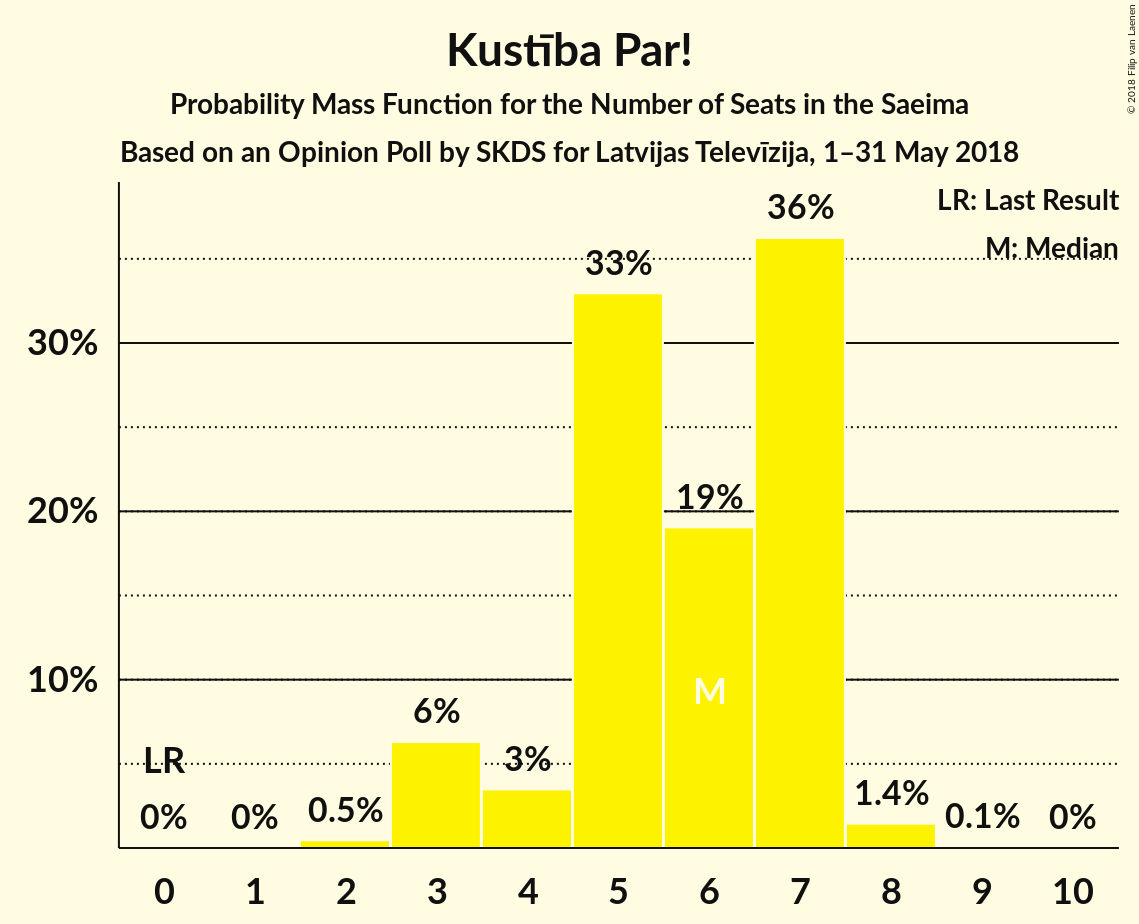 Kustība Par!
Probability Mass Function for the Number of Seats in the Saeima
Based on an Opinion Poll by SKDS for Latvijas Televīzija, 1–31 May 2018
© 2018 Filip van Laenen
LR: Last Result
M: Median
30%
20%
10%
LR
0%
0%
0.5%
6%
3%
33%
19%
M
36%
1.4%
0.1%
0%
0 1 2 3 4 5 6 7 8 9 10